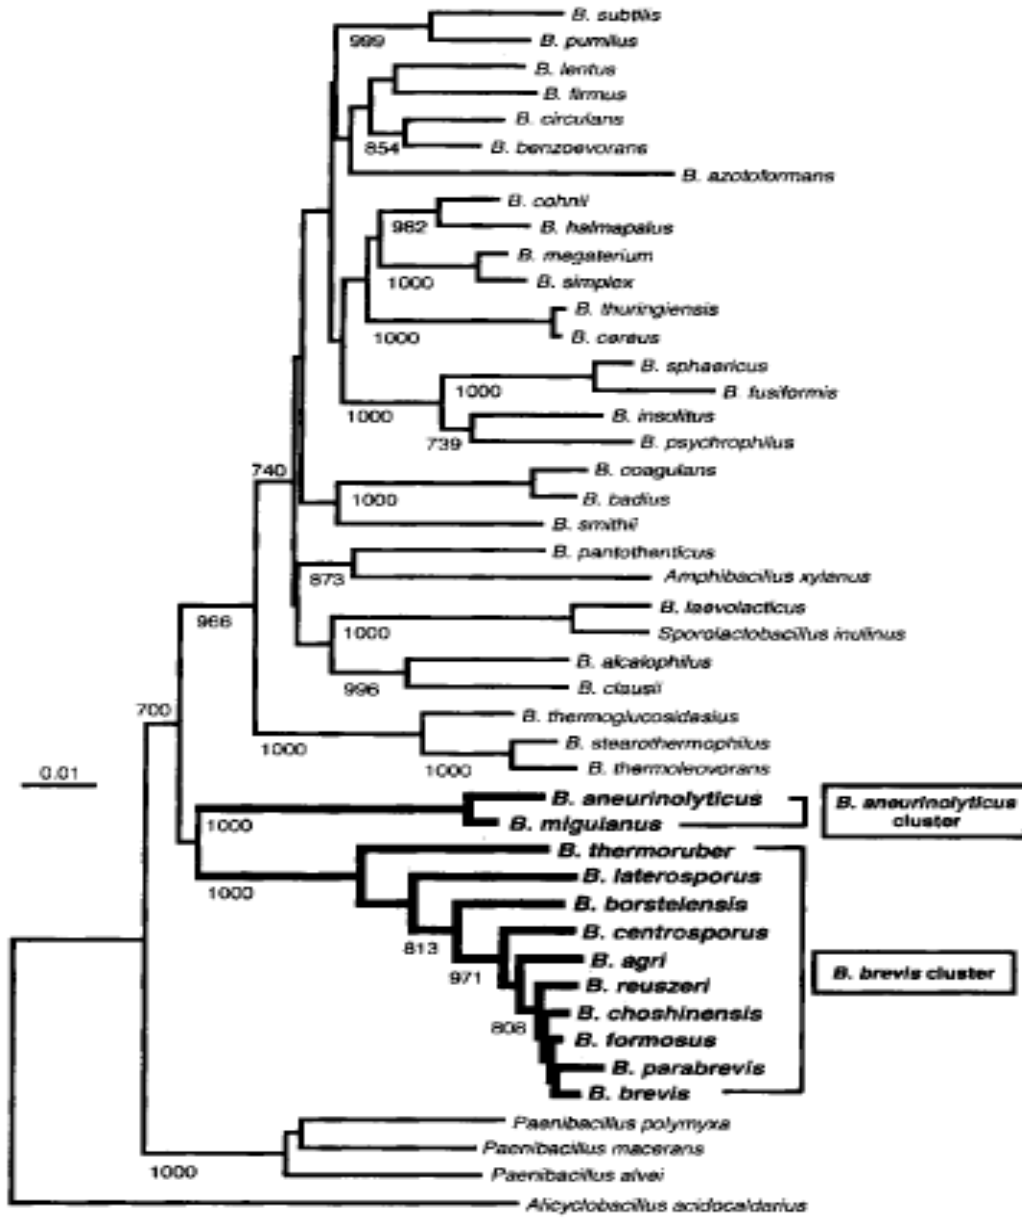 B. subtilis
989
B. pumilus
B. lentus
B. firmus
B. circulans
854
B. benzoevorans
B. azotoformans
B. cohnii
982
B. halmapalus
B. megaterium
1000
B. simplex
B. thuringiensis
1000
B. cereus
B. sphaericus
1000
B. fusiformis
1000
B. insolitus
739
B. psychrophilus
740
B. coagulans
1000
B. badius
B. smithii
B. pantothenticus
873
Amphibacillus xylanus
B. laevolacticus
966
1000
Sporolactobacillus inulinus
B. alcalophilus
996
B. clausii
700
B. thermoglucosidasius
1000
B. stearothermophilus
1000
B. thermoleovorans
0.01
B. aneurinolyticus
B. aneurinolyticus
cluster
1000
B. migulanus
B. thermoruber
1000
B. laterosporus
B. borstelensis
813
B. centrosporus
971
B. agri
B. brevis cluster
B. reuszeri
B. choshinensis
808
B. formosus
B. parabrevis
B. brevis
Paenibacillus polymyxa
Paenibacillus macerans
1000
Paenibacillus alvei
Alicyclobacillus acidocaldarius